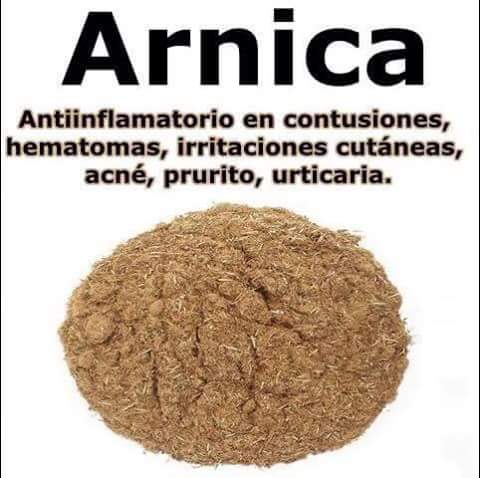 Arnica
Antiinflamatorio en contusiones,
hematomas, irritaciones cutáneas,
acné, prurito, urticaria.